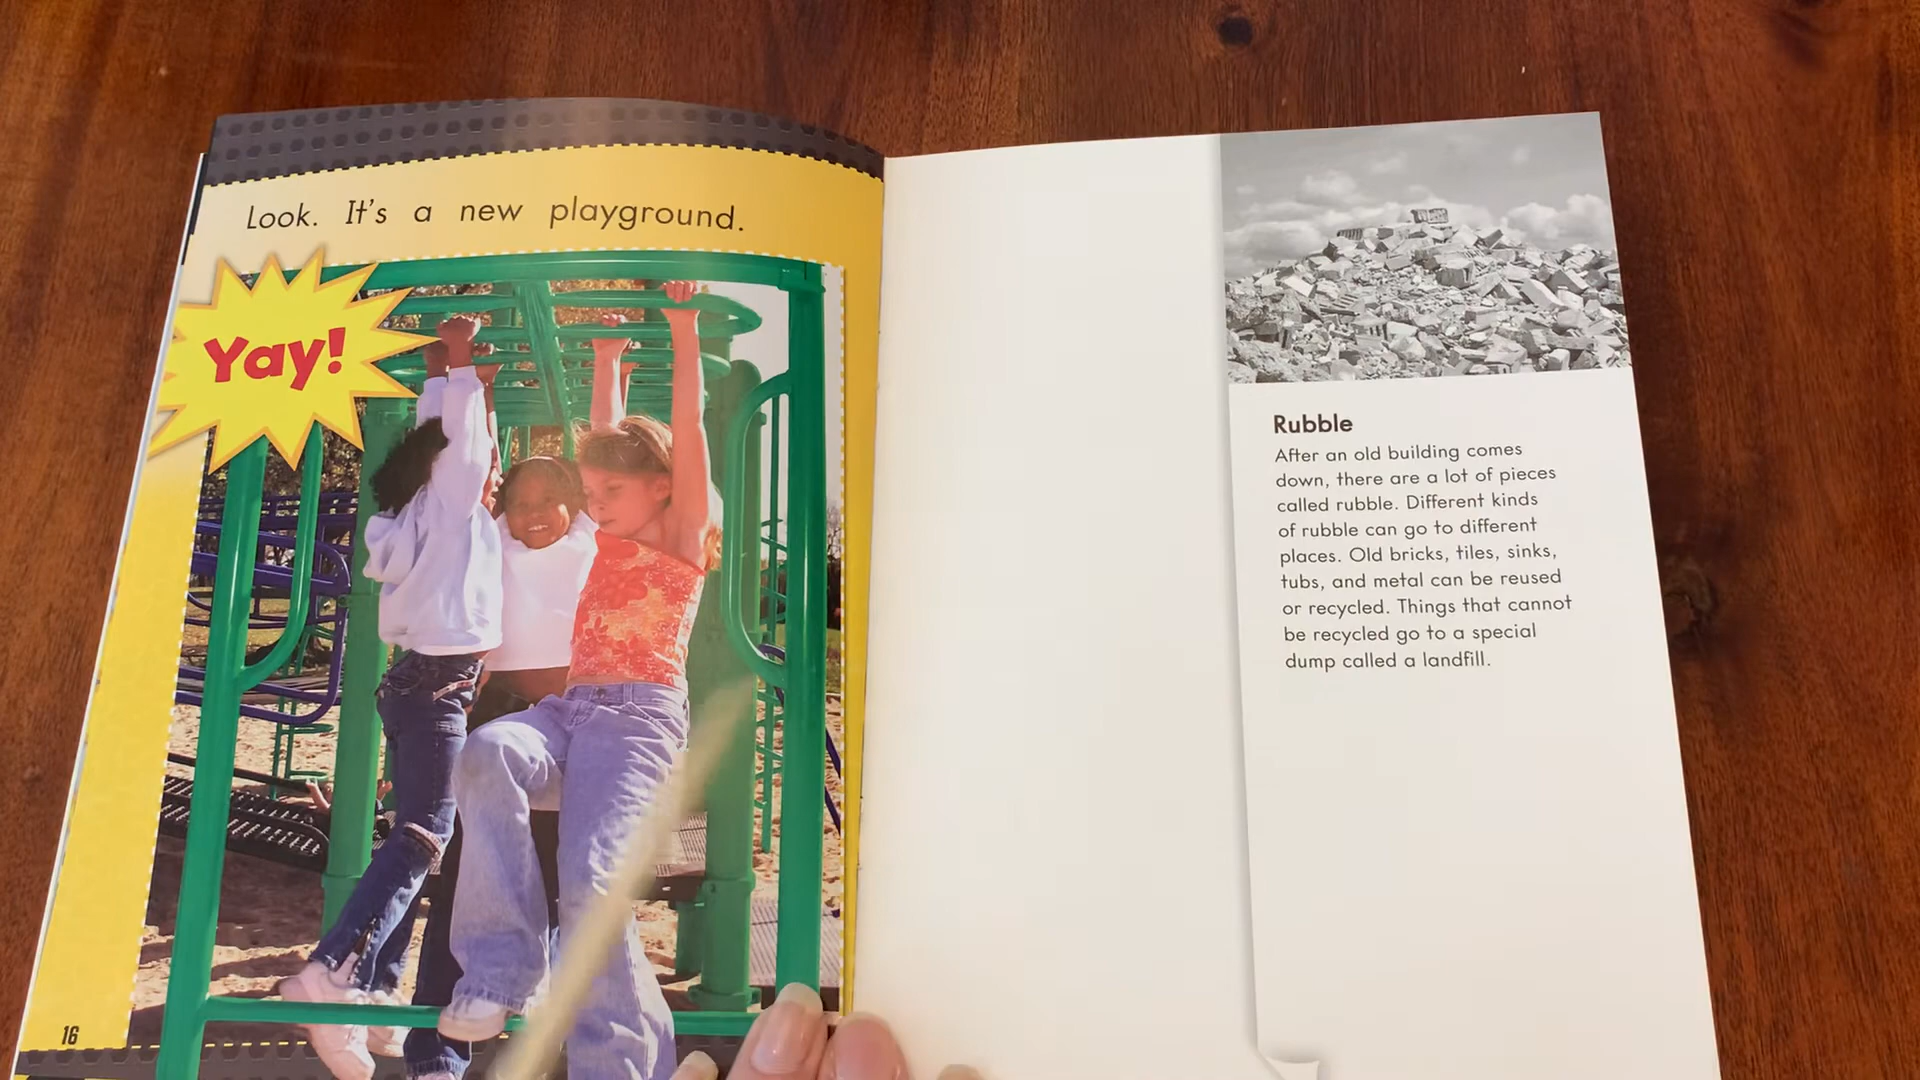 Look. It's a new playground.
Yay!
16
Rubble
After an old building comes
down, there are a lot of pieces
called rubble. Different kinds
of rubble can go to different
places. Old bricks, tiles, sinks,
tubs, and metal can be reused
or recycled. Things that cannot
be recycled go to a special
dump called a landfill.